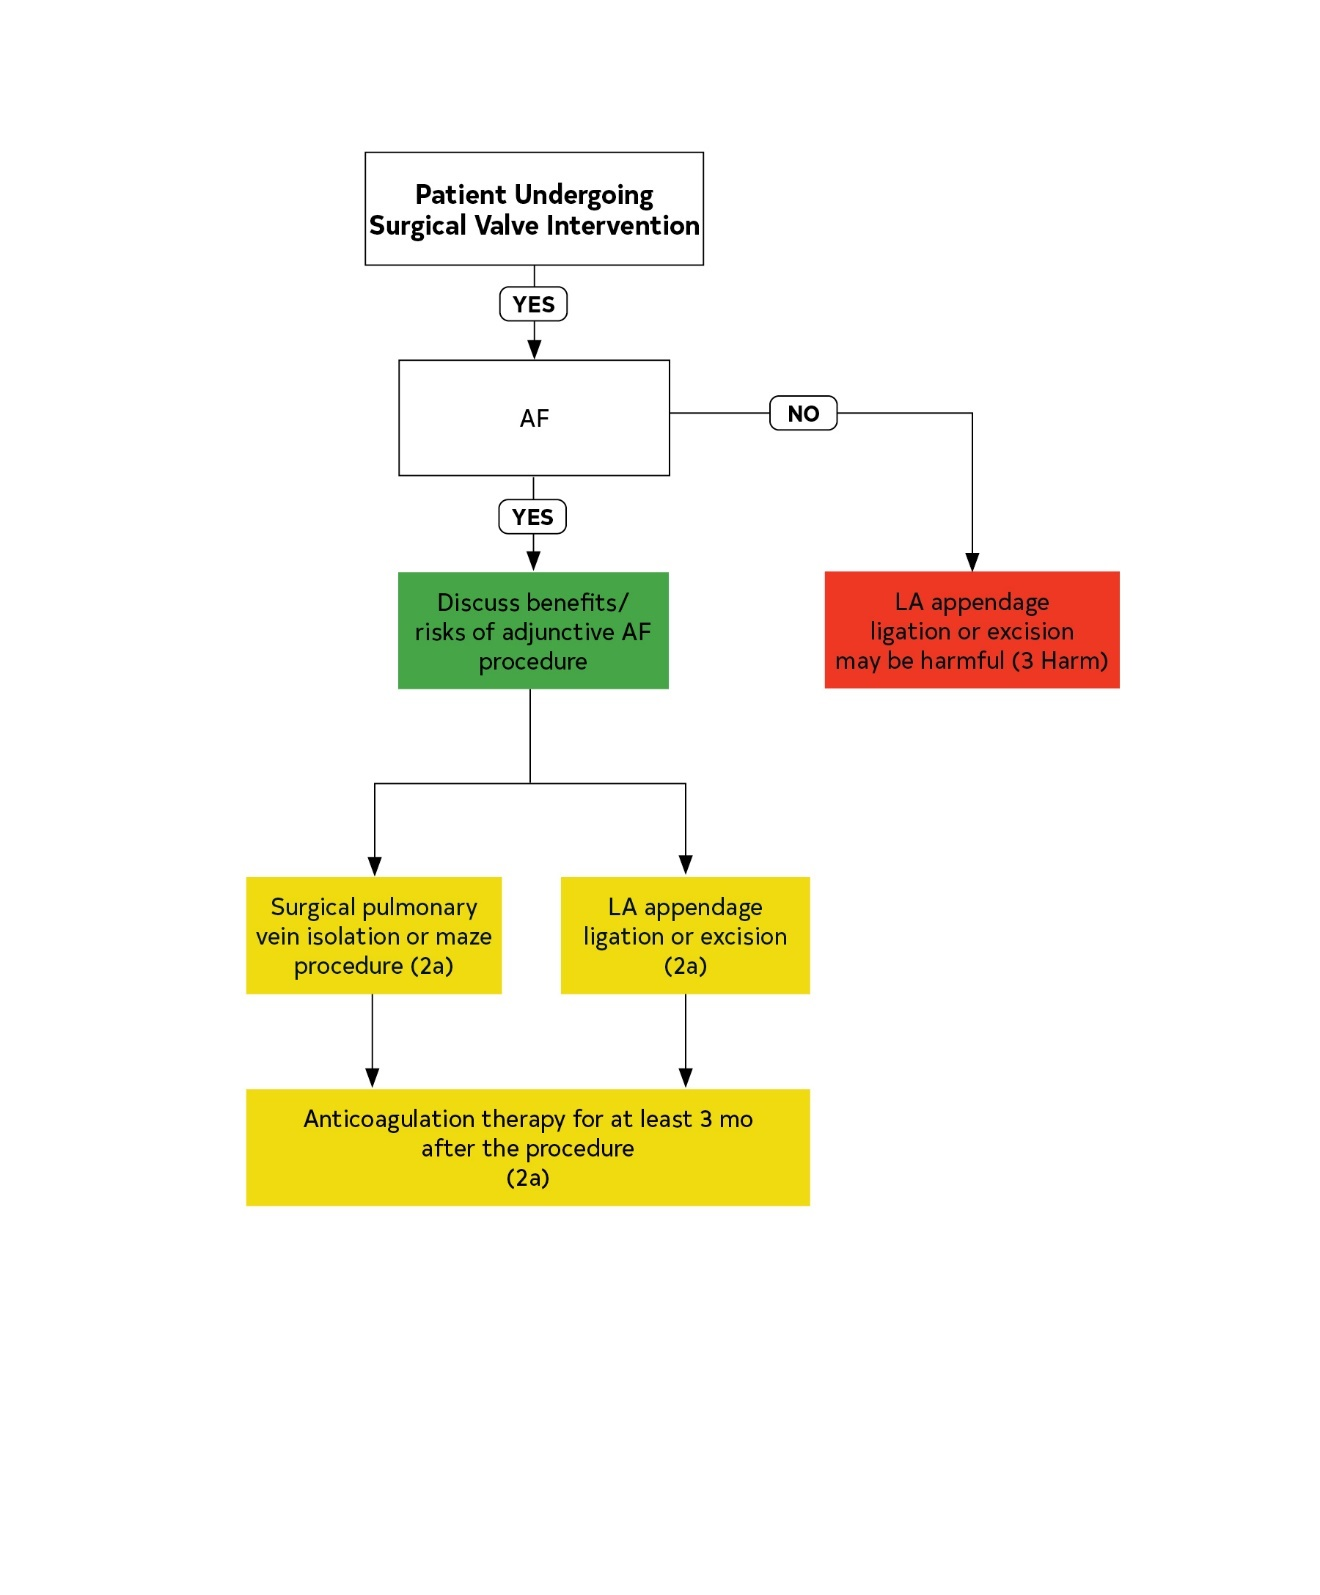 Patient Undergoing
Surgical Valve Intervention
YES
AF
NO
YES
Discuss benefits/
risks of adjunctive AF
procedure
LA appendage
ligation or excision
may be harmful (3 Harm)
Surgical pulmonary
vein isolation or maze
procedure (2a)
LA appendage
ligation or excision
(2a)
Anticoagulation therapy for at least 3 mo
after the procedure
(2a)